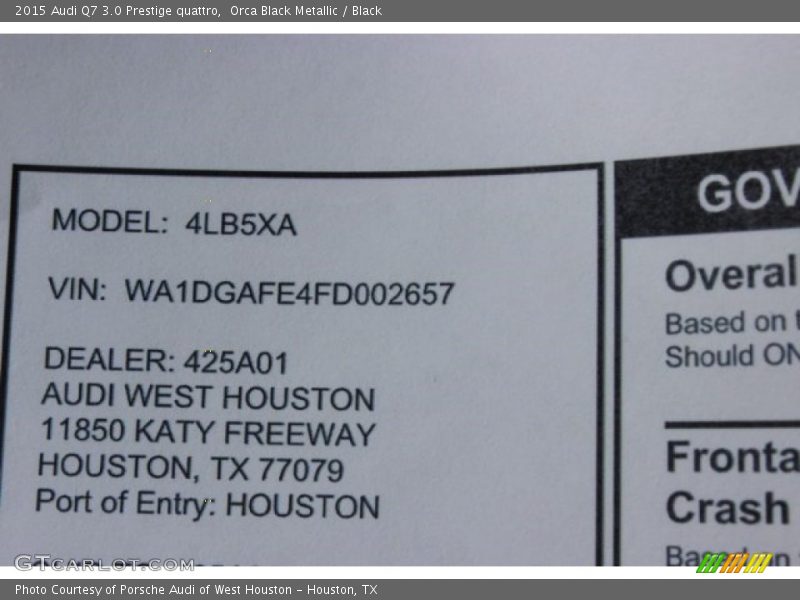 2015 Audi Q7 3.0 Prestige quattro, Orca Black Metallic / Black
MODEL: 4LB5XA
VIN: WA1DGAFE4FD002657
DEALER: 425A01
AUDI WEST HOUSTON
11850 KATY FREEWAY
HOUSTON, TX 77079
Port of Entry: HOUSTON
GOV
Overal
Based on
Should ON
Fronta
Crash
GTCARLOT.COM
Photo Courtesy of Porsche Audi of West Houston - Houston, TX